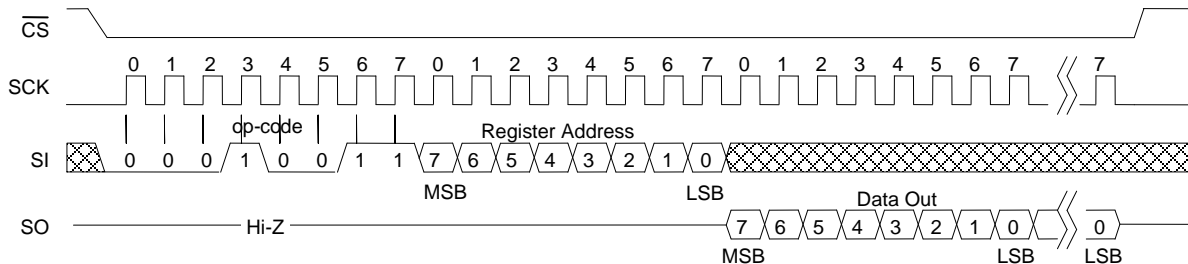 CS
0 1 2 3 4 5 6 7 0 1 2 3 4 5 6 7 0 1 2 3 4 5 6 7 7
SCK
op-code Register Address
SI 0 0 0 1 0 0 1 1 7 6 5 4 3 2 1 0
MSB LSB Data Out
SO Hi-Z 7 6 5 4 3 2 1 0 0
MSB LSB LSB